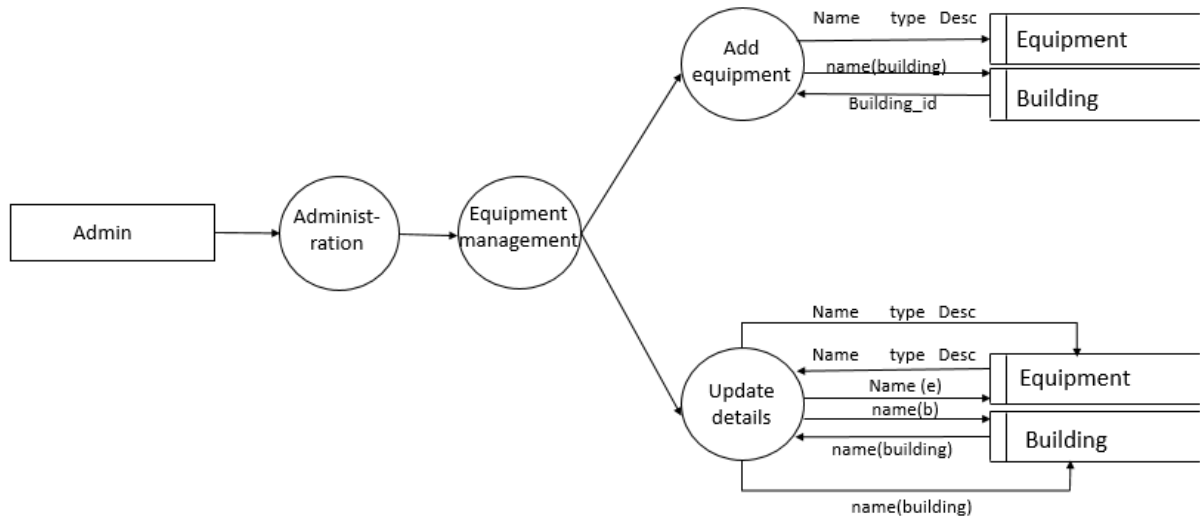 Name type Desc
Add
equipment
Equipment
name(building)
Building_id
Building
Admin
Administ-
ration
Equipment
management
Name type Desc
Name type Desc
Update
details
Name (e)
name(b)
Equipment
name(building)
Building
name(building)